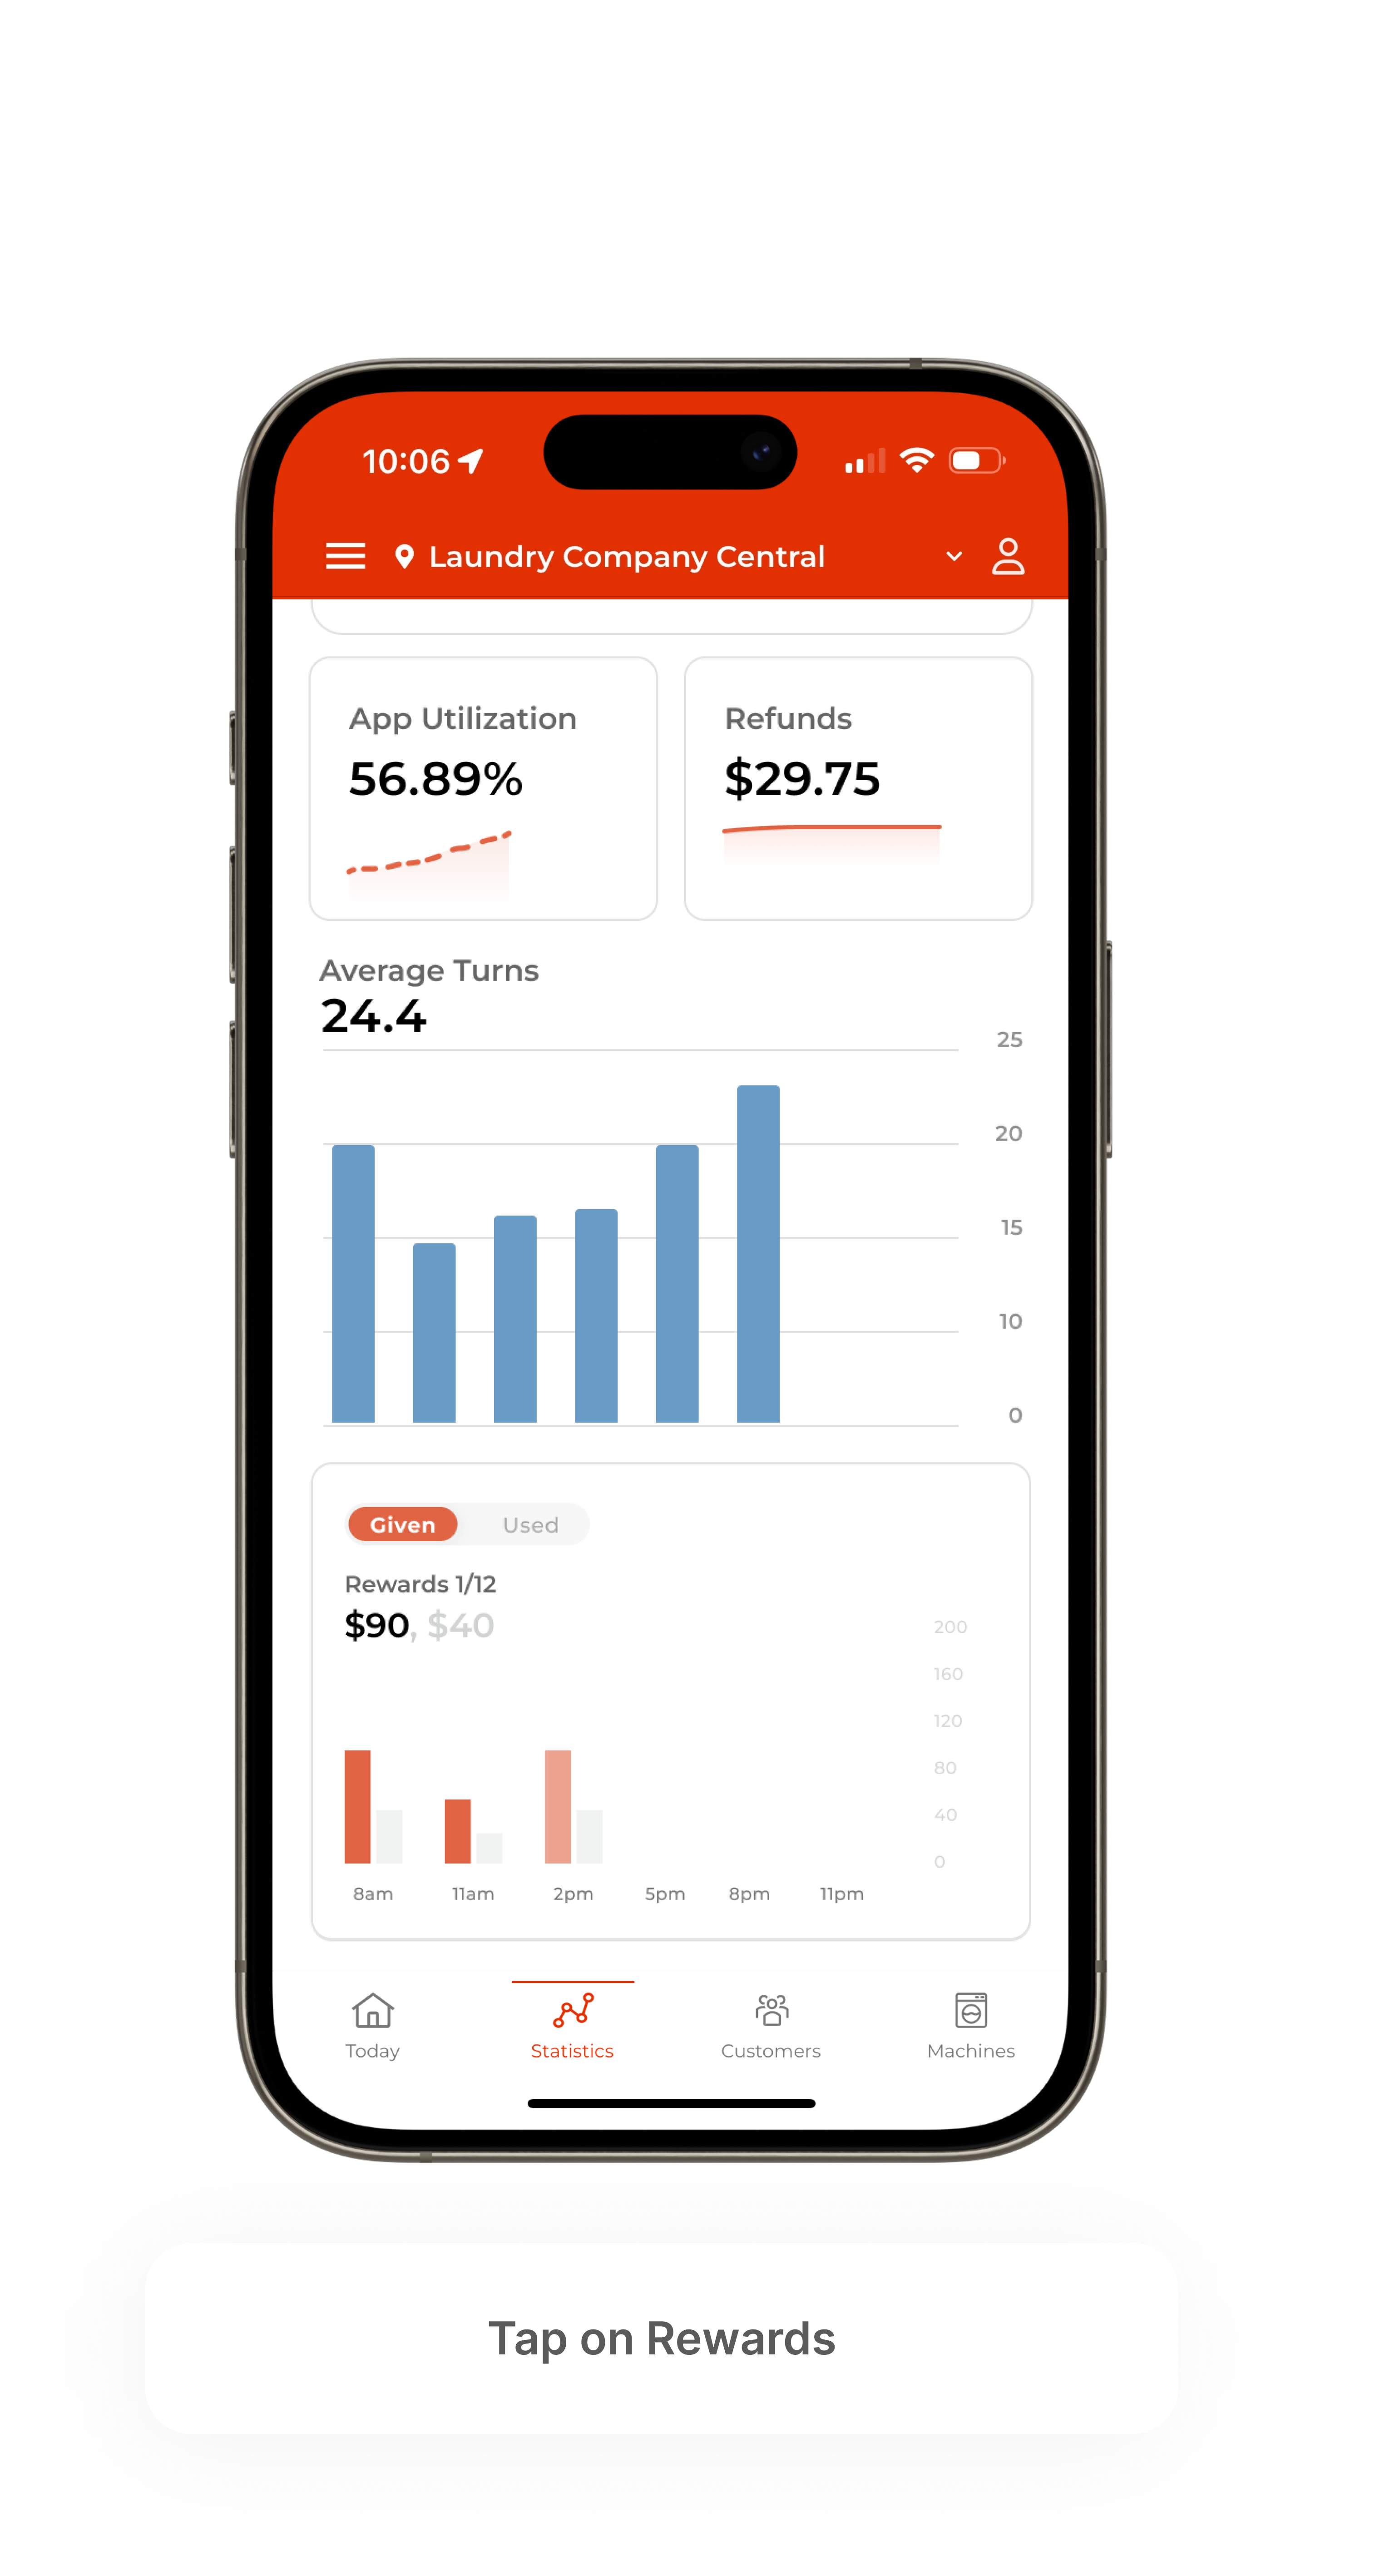 10:06
Laundry Company Central
App Utilization
56.89%
Refunds
$29.75
Average Turns
24.4
25
20
15
10
0
Given
Used
Rewards 1/12
$90, $40
200
160
120
80
40
0
8am
11am
2pm
5pm
8pm
11pm
Today
Statistics
Customers
Machines
Tap on Rewards